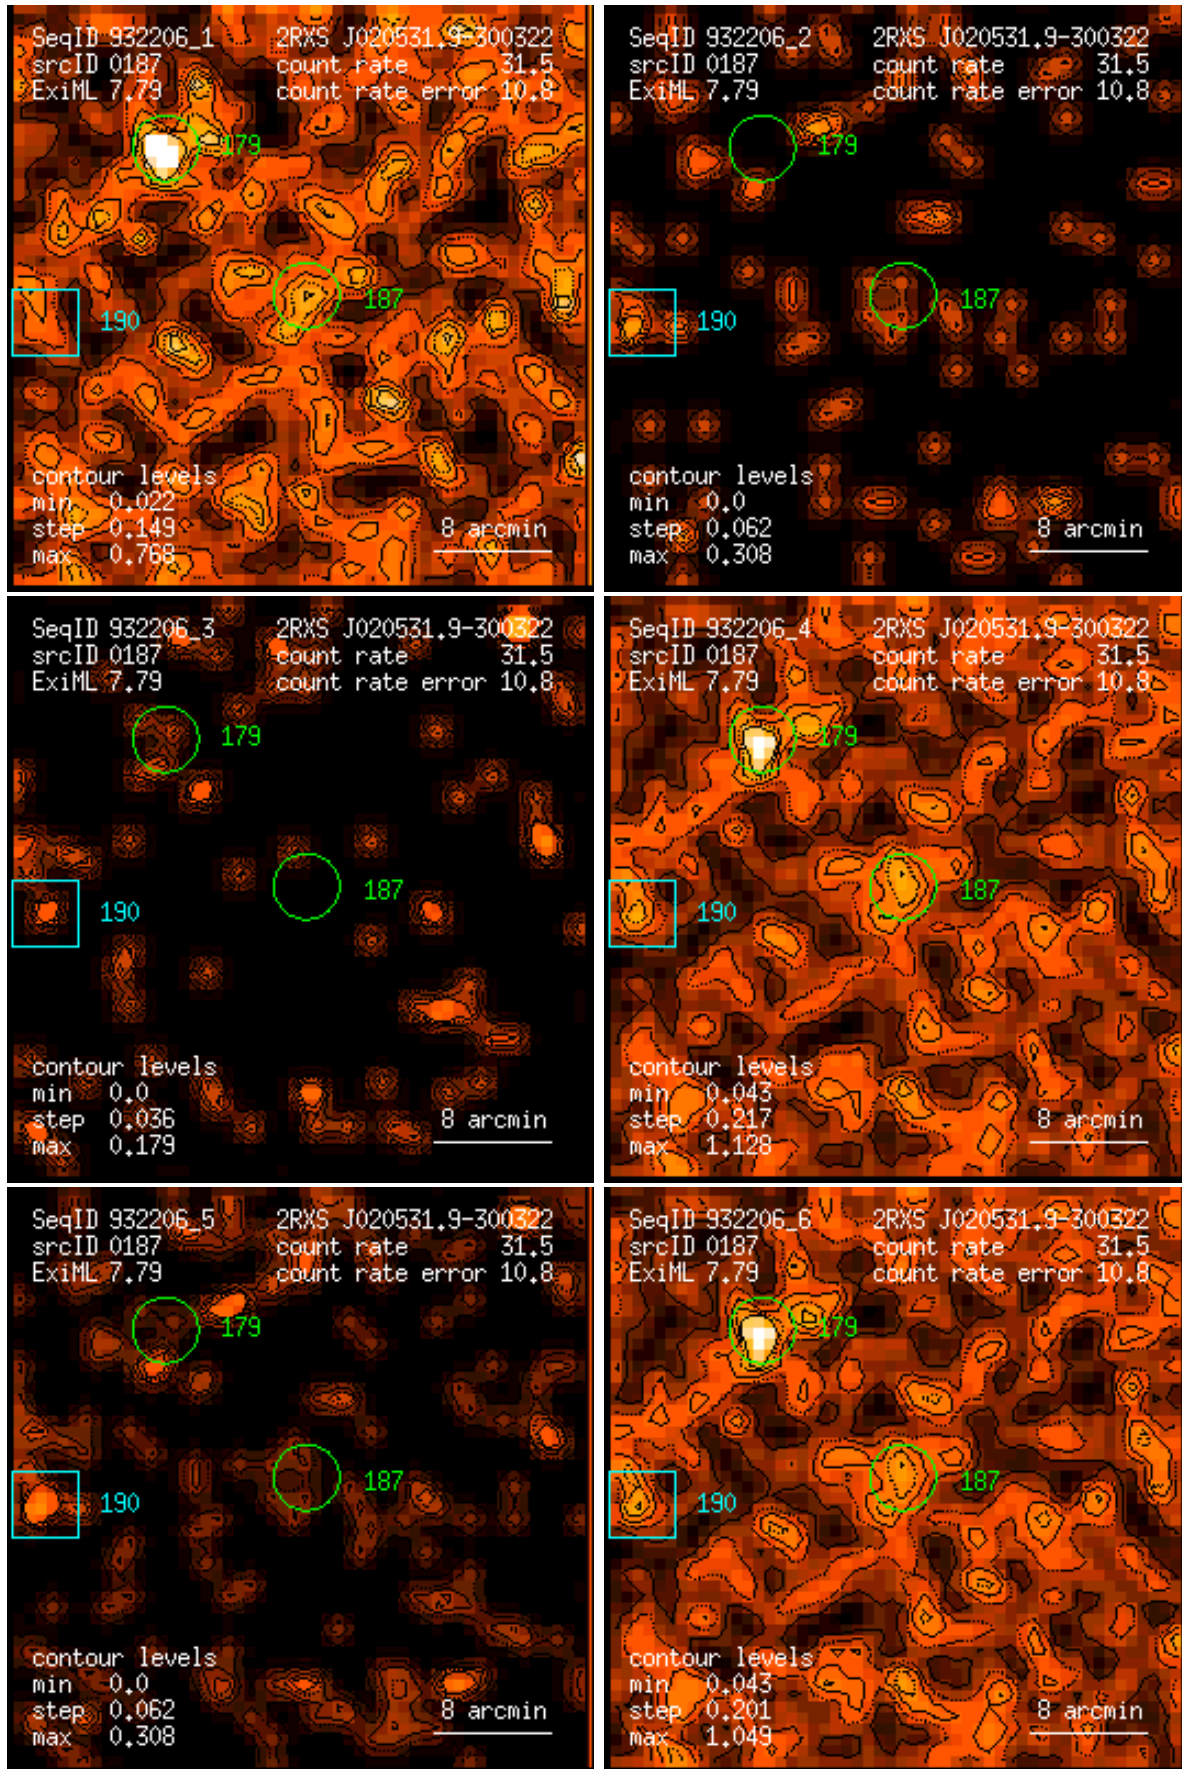 SeqID 932206_1 2RXS J020531.9-300322
srcID 0187 count rate 31.5
ExiML 7.79 count rate error 10.8
179
187
190
contour levels
min 0.022
step 0.149 8 arcmin
max 0.768
SeqID 932206_2 2RXS J020531.9-300322
srcID 0187 count rate 31.5
ExiML 7.79 count rate error 10.8
179
187
190
contour levels
min 0.0
step 0.062 8 arcmin
max 0.308
SeqID 932206_3 2RXS J020531.9-300322
srcID 0187 count rate 31.5
ExiML 7.79 count rate error 10.8
179
187
190
contour levels
min 0.0
step 0.036 8 arcmin
max 0.179
SeqID 932206_4 2RXS J020531.9-300322
srcID 0187 count rate 31.5
ExiML 7.79 count rate error 10.8
179
187
190
contour levels
min 0.043
step 0.217 8 arcmin
max 1.128
SeqID 932206_5 2RXS J020531.9-300322
srcID 0187 count rate 31.5
ExiML 7.79 count rate error 10.8
179
187
190
contour levels
min 0.0
step 0.062 8 arcmin
max 0.308
SeqID 932206_6 2RXS J020531.9-300322
srcID 0187 count rate 31.5
ExiML 7.79 count rate error 10.8
179
187
190
contour levels
min 0.043
step 0.201 8 arcmin
max 1.049